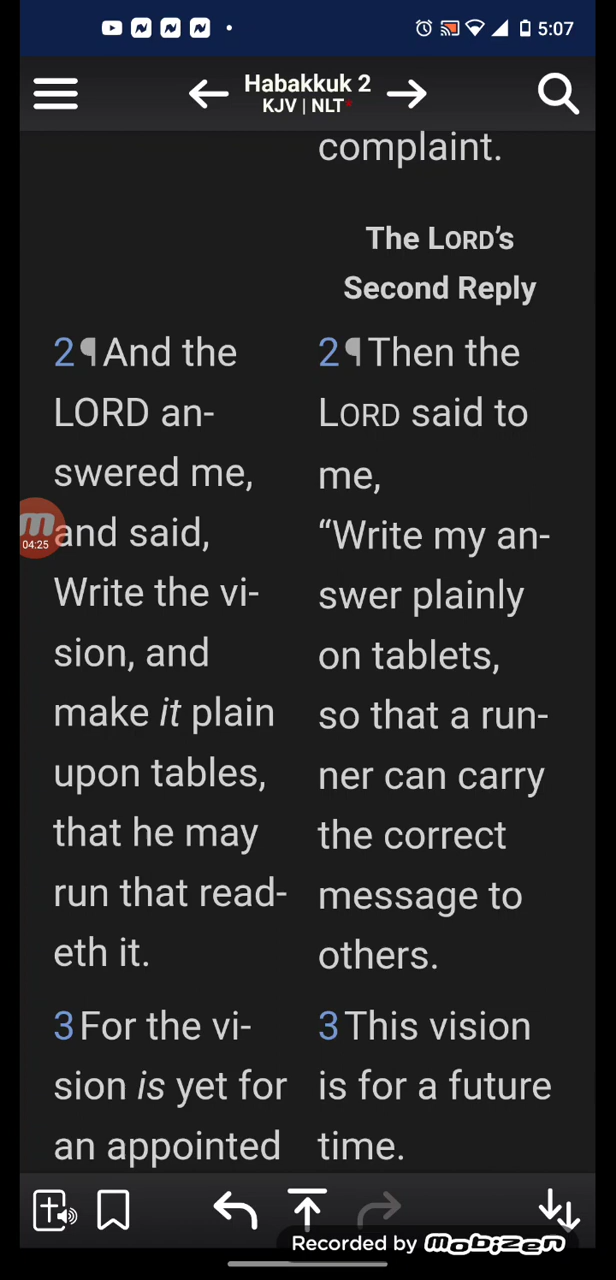 5:07
Habakkuk 2
KJV | NLT*
complaint.
The LORD's
Second Reply
2¶And the
LORD an-
swered me,
and said,
Write the vi-
sion, and
make it plain
upon tables,
that he may
run that read-
eth it.
3 For the vi-
sion is yet for
an appointed
2¶Then the
LORD said to
me,
“Write my an-
swer plainly
on tablets,
so that a run-
ner can carry
the correct
message to
others.
3 This vision
is for a future
time.
04:25
Recorded by mobizen